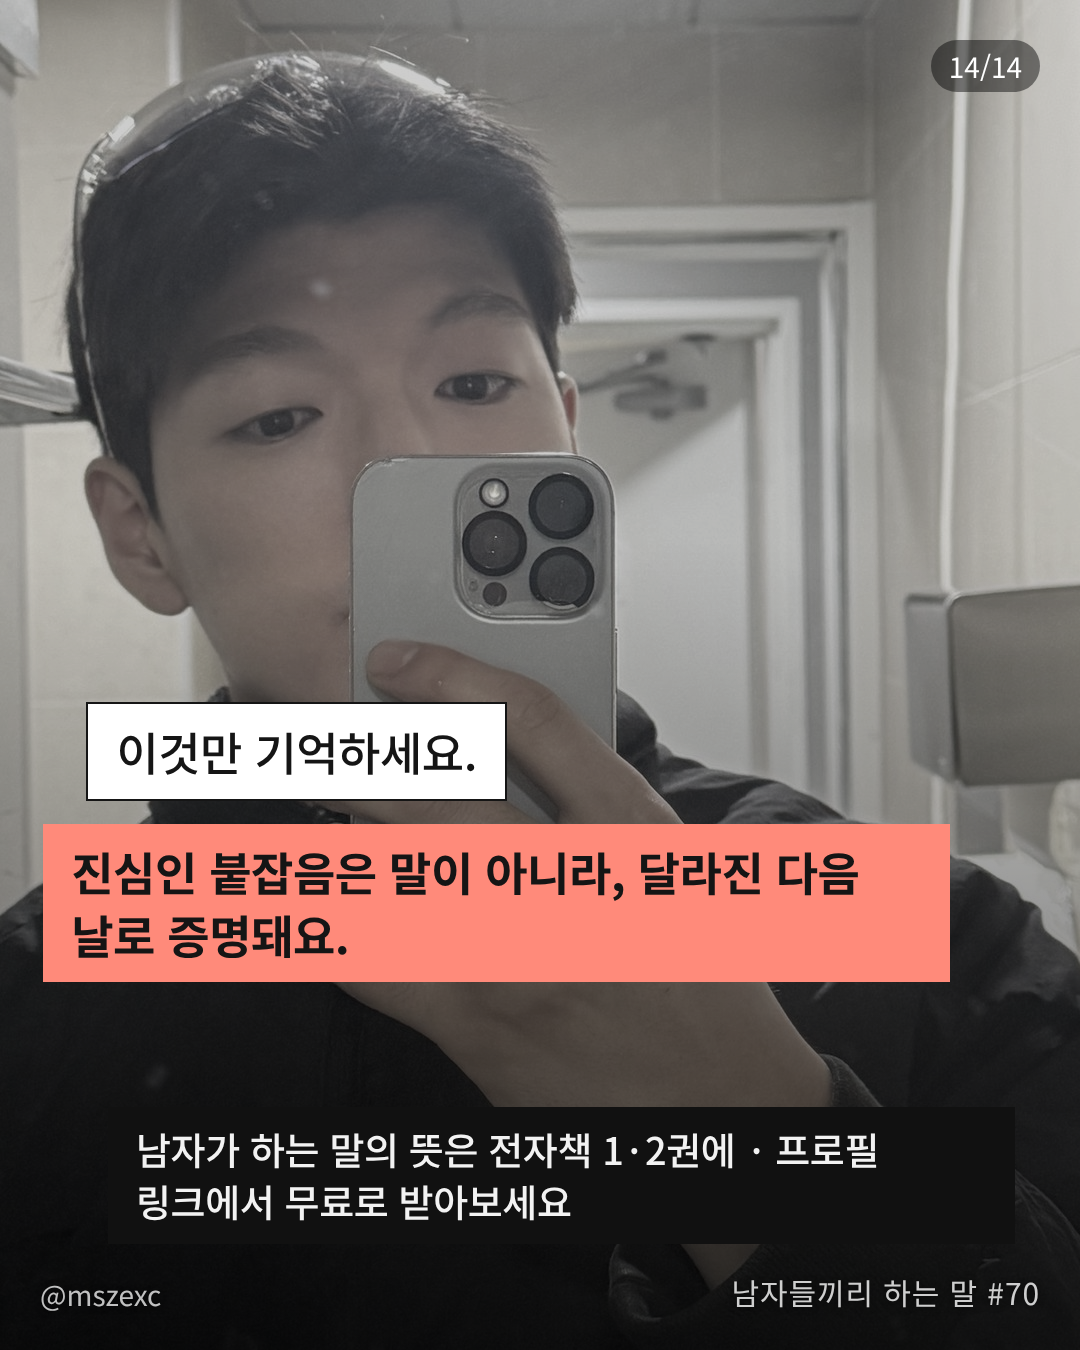 14/14
이것만 기억하세요.
진심인 붙잡음은 말이 아니라, 달라진 다음
날로 증명돼요.
남자가 하는 말의 뜻은 전자책 1·2권에 · 프로필
링크에서 무료로 받아보세요
@mszexc
남자들끼리 하는 말 #70